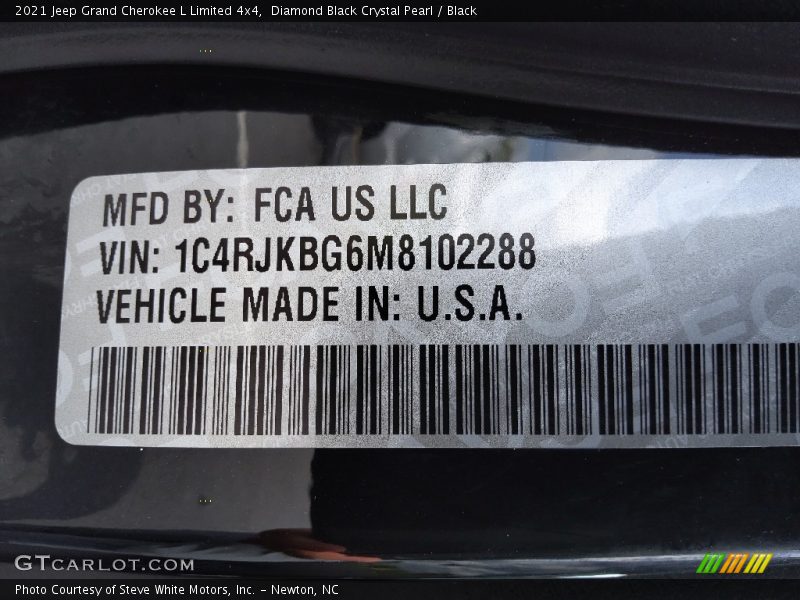 2021 Jeep Grand Cherokee L Limited 4x4,  Diamond Black Crystal Pearl / Black
MFD BY: FCA US LLC
VIN: 1C4RJKBG6M8102288
VEHICLE MADE IN: U.S.A.
GTCARLOT.COM
Photo Courtesy of Steve White Motors, Inc. – Newton, NC